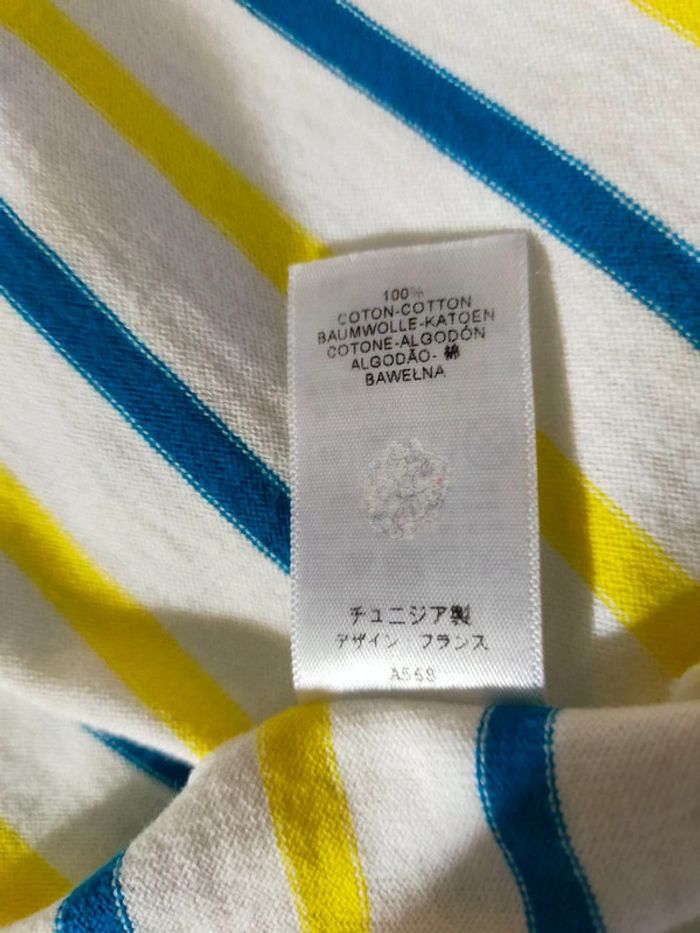 100%
COTON-COTTON
BAUMWOLLE-KATOEN
COTONE-ALGODÓN
ALGODÃO- 綿
BAWEŁNA
チュニジア製
デザイン フランス
A568